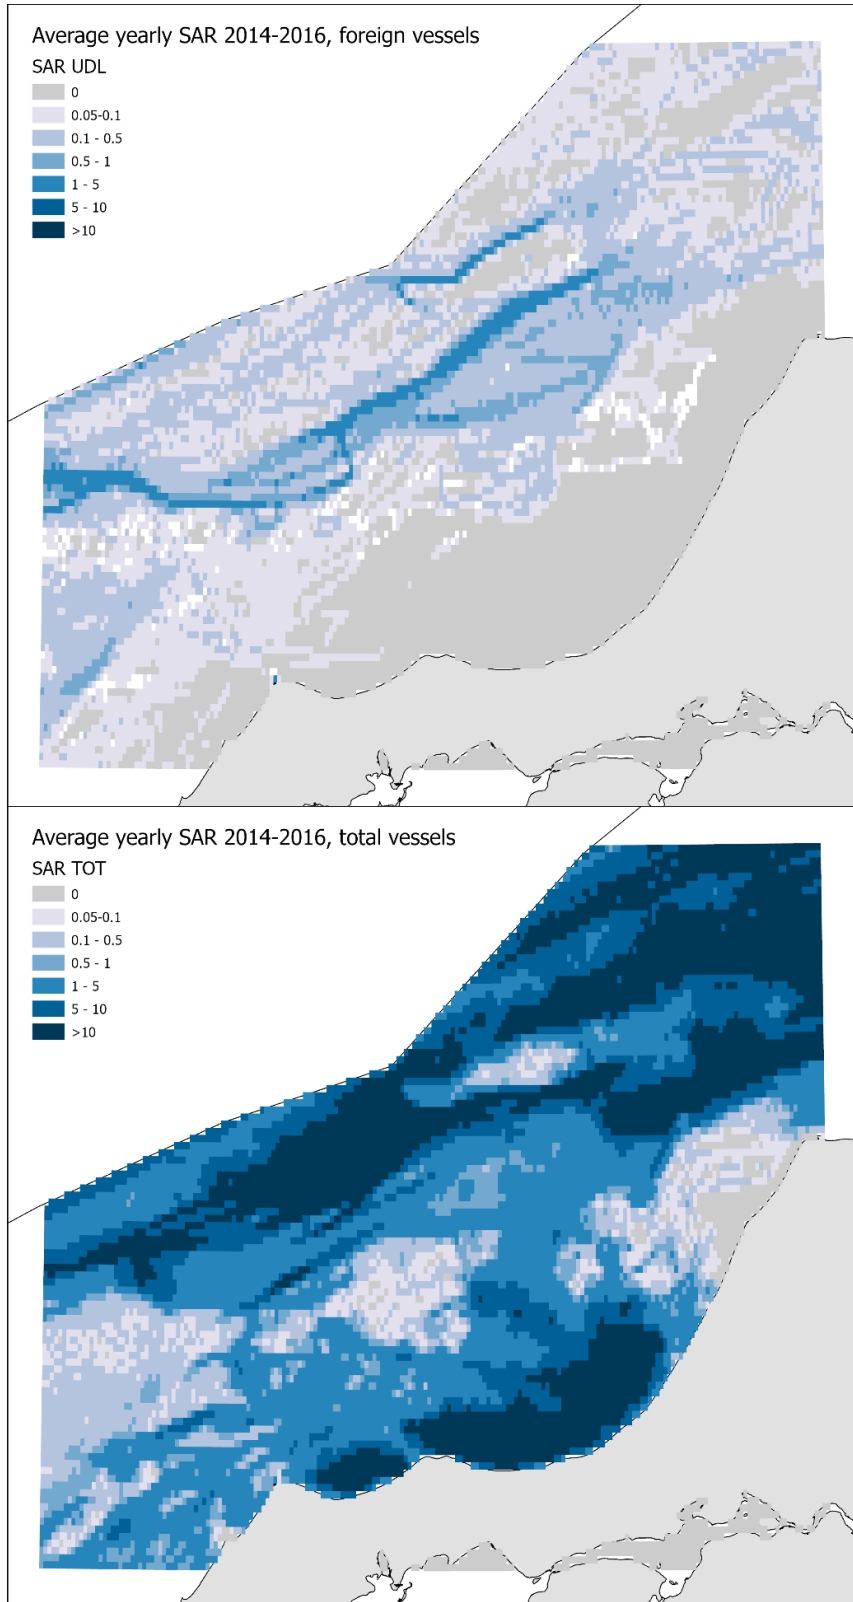 Average yearly SAR 2014-2016, foreign vessels
SAR UDL
0
0.05-0.1
0.1 - 0.5
0.5 - 1
1 - 5
5 - 10
>10
Average yearly SAR 2014-2016, total vessels
SAR TOT
0
0.05-0.1
0.1 - 0.5
0.5 - 1
1 - 5
5 - 10
>10